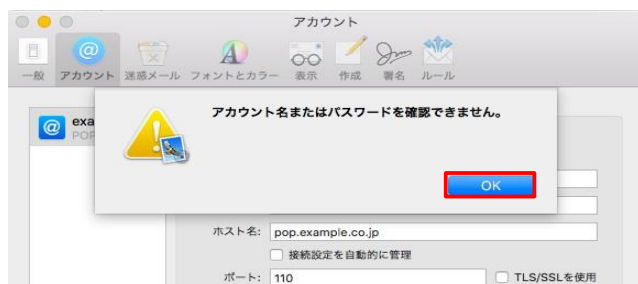 アカウント
一般 アカウント 迷惑メール フォントとカラー 表示 作成 署名 ルール
アカウント名またはパスワードを確認できません。
exa
POP
OK
ホスト名: pop.example.co.jp
接続設定を自動的に管理
ポート: 110 TLS/SSLを使用